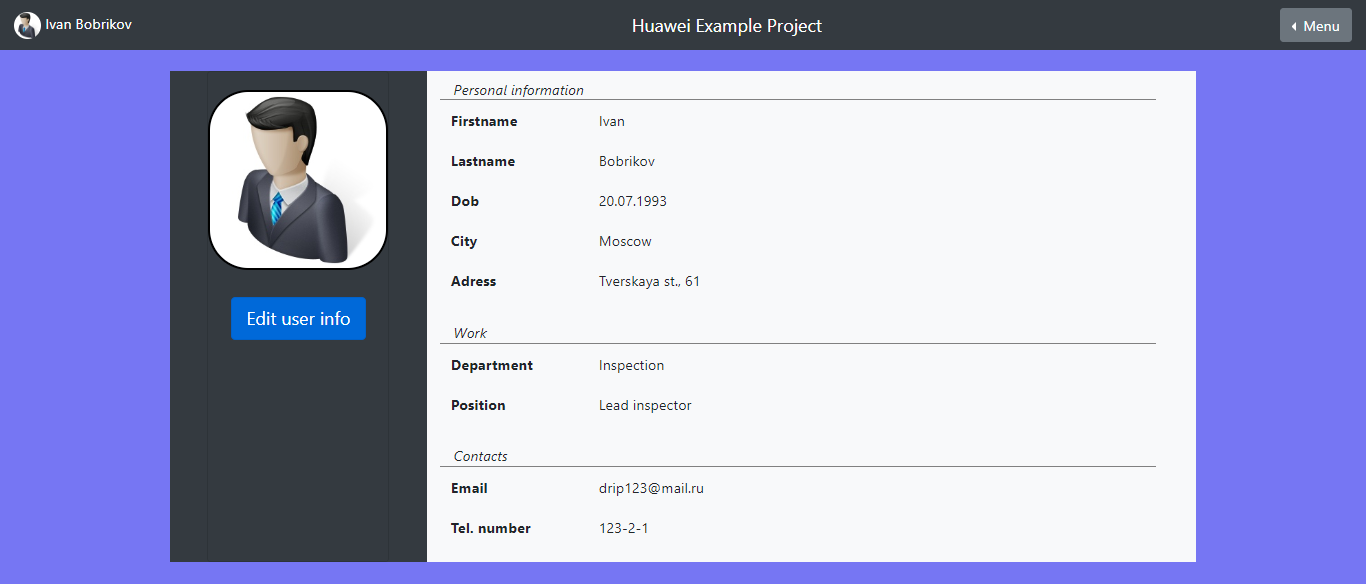 Ivan Bobrikov
Huawei Example Project
Menu
Edit user info
Personal information
Firstname Ivan
Lastname Bobrikov
Dob 20.07.1993
City Moscow
Adress Tverskaya st., 61
Work
Department Inspection
Position Lead inspector
Contacts
Email drip123@mail.ru
Tel. number 123-2-1